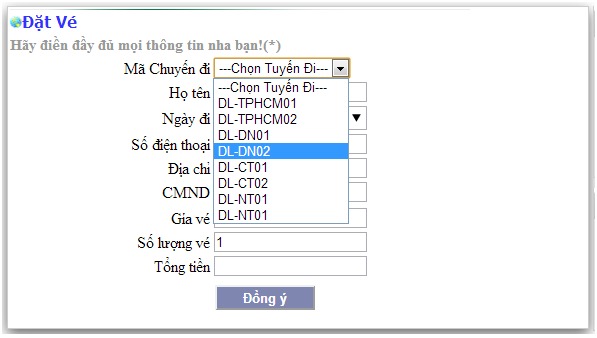 Đặt Vé
Hãy điền đầy đủ mọi thông tin nha bạn!(*)
Mã Chuyến đi ---Chọn Tuyến Đi---
---Chọn Tuyến Đi---
DL-TPHCM01
DL-TPHCM02
DL-DN01
DL-DN02
DL-CT01
DL-CT02
DL-NT01
DL-NT01
Họ tên
Ngày đi
Số điện thoại
Địa chỉ
CMND
Gía vé
Số lượng vé 1
Tổng tiền
Đồng ý